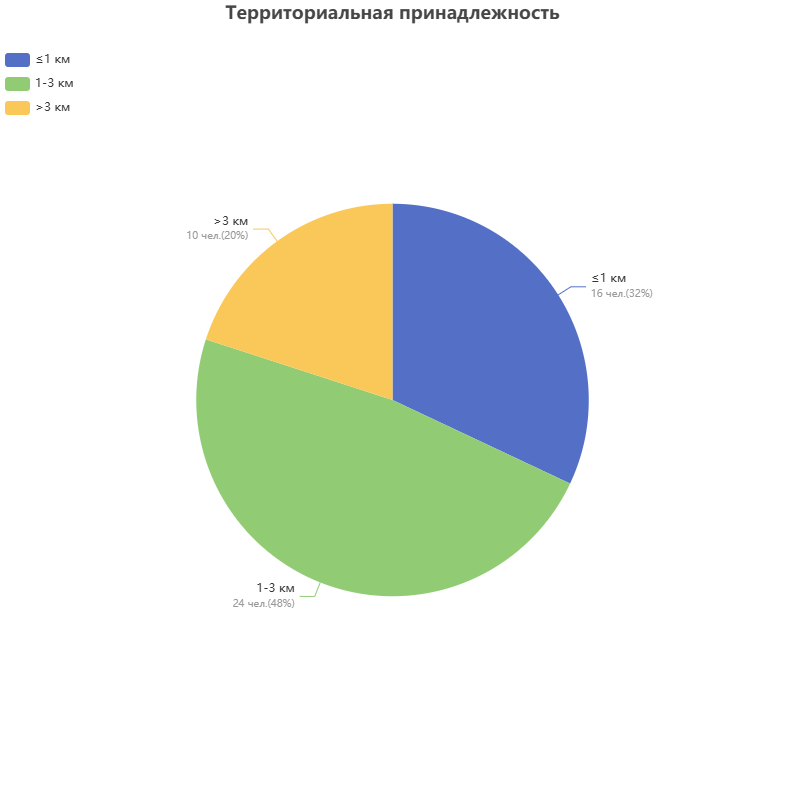 Территориальная принадлежность
≤1 км
1-3 км
>3 км
>3 км
10 чел.(20%)
≤1 км
16 чел.(32%)
1-3 км
24 чел.(48%)